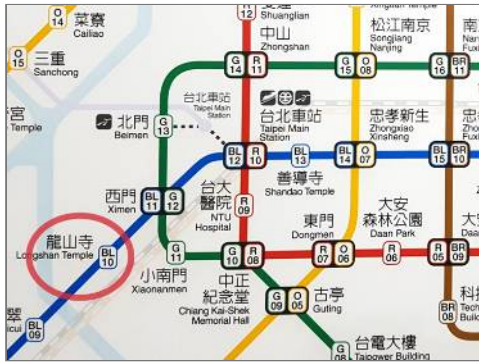 O
14
菜寮
Cailiao
O
15
三重
Sanchong
Temple
R
12
Shuanglian
中山
Zhongshan
G
14
R
11
松江南京
Songjiang
Nanjing
G
15
O
08
G
16
BR
11
台北車站
Taipei Main
Station
北門
Beimen
G
13
台北車站
Taipei Main
Station
忠孝新生
Zhongxiao
Xinsheng
BL
12
R
10
BL
13
善導寺
Shandao Temple
BL
14
O
07
BL
15
BR
10
西門
Ximen
BL
11
G
12
台大
醫院
NTU
Hospital
R
09
龍山寺
Longshan Temple
BL
10
G
11
小南門
Xiaonanmen
G
10
R
08
東門
Dongmen
R
07
O
06
大安
森林公園
Daan Park
R
06
R
05
BR
09
BL
09
中正
紀念堂
Chiang Kai-Shek
Memorial Hall
G
09
O
05
古亭
Guting
BR
08
G
08
台電大樓
Taipower Building